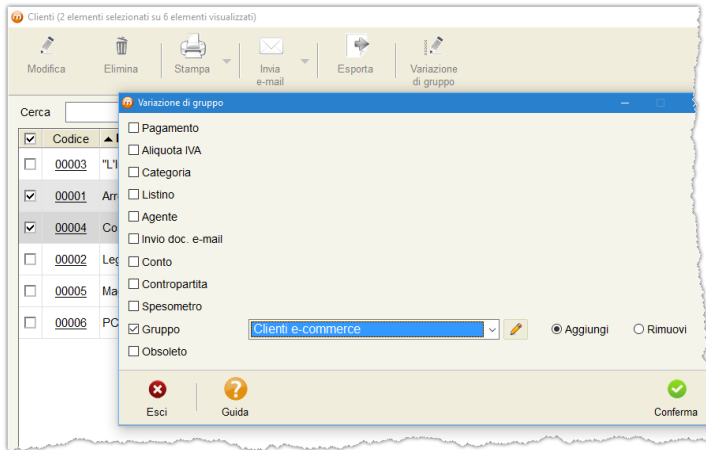 Clienti (2 elementi selezionati su 6 elementi visualizzati)
Modifica Elimina Stampa Invia e-mail Esporta Variazione di gruppo
Cerca
Variazione di gruppo
Codice
00003 "L'I
00001 Arr
00004 Co
00002 Leg
00005 Ma
00006 PC
Pagamento
Aliquota IVA
Categoria
Listino
Agente
Invio doc. e-mail
Conto
Contropartita
Spesometro
Gruppo Clienti e-commerce Aggiungi Rimuovi
Obsoleto
Esci Guida Conferma